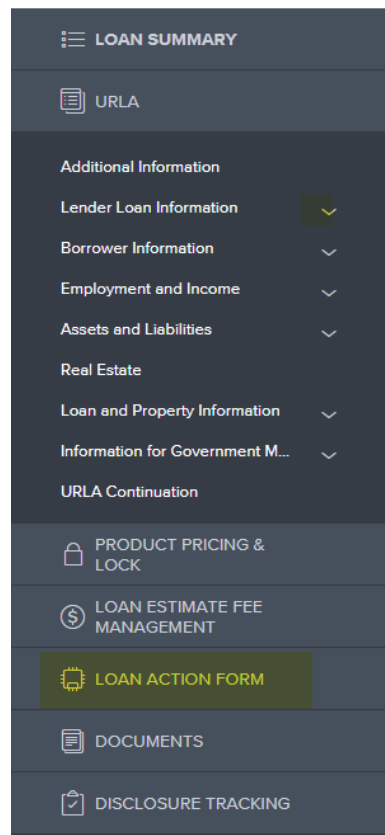 LOAN SUMMARY
URLA
Additional Information
Lender Loan Information
Borrower Information
Employment and Income
Assets and Liabilities
Real Estate
Loan and Property Information
Information for Government M...
URLA Continuation
PRODUCT PRICING &
LOCK
LOAN ESTIMATE FEE
MANAGEMENT
LOAN ACTION FORM
DOCUMENTS
DISCLOSURE TRACKING